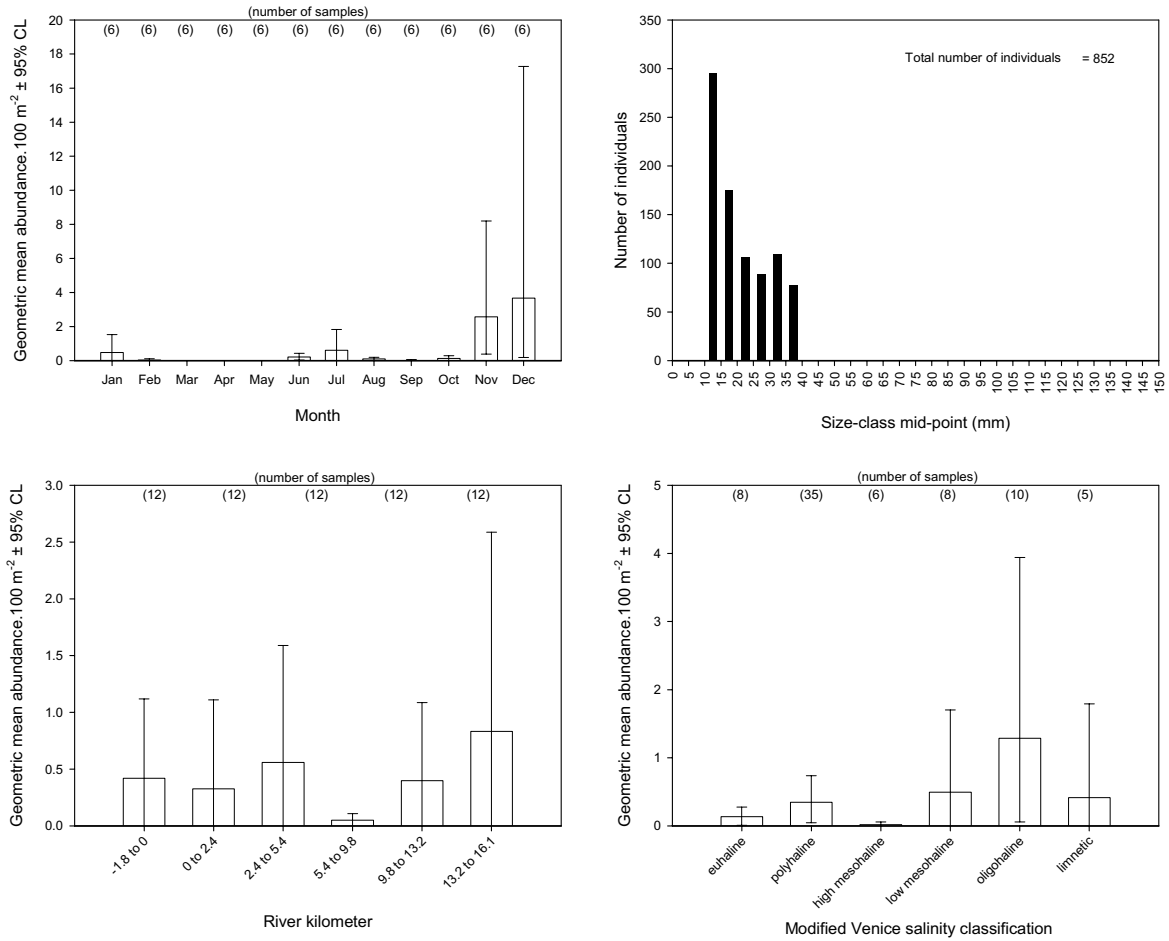 (number of samples)
(6) (6) (6) (6) (6) (6) (6) (6) (6) (6) (6) (6)
Geometric mean abundance.100 m-2 ± 95% CL
20
18
16
14
12
10
8
6
4
2
0
Jan Feb Mar Apr May Jun Jul Aug Sep Oct Nov Dec
Month
Total number of individuals = 852
Number of individuals
350
300
250
200
150
100
50
0
0 5 10 15 20 25 30 35 40 45 50 55 60 65 70 75 80 85 90 95 100 105 110 115 120 125 130 135 140 145 150
Size-class mid-point (mm)
(number of samples)
(12) (12) (12) (12) (12)
Geometric mean abundance.100 m-2 ± 95% CL
3.0
2.5
2.0
1.5
1.0
0.5
0.0
-1.8 to 0 0 to 2.4 2.4 to 5.4 5.4 to 9.8 9.8 to 13.2 13.2 to 16.1
River kilometer
(number of samples)
(8) (35) (6) (8) (10) (5)
Geometric mean abundance.100 m-2 ± 95% CL
5
4
3
2
1
0
euhaline polyhaline high mesohaline low mesohaline oligohaline limnetic
Modified Venice salinity classification